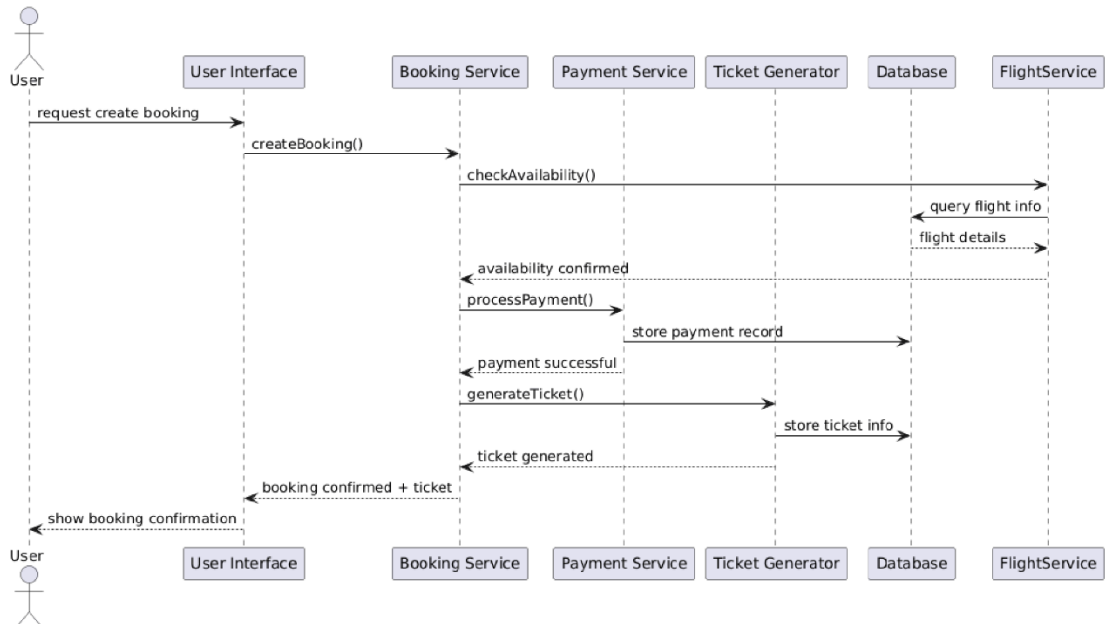 User
User Interface
Booking Service
Payment Service
Ticket Generator
Database
FlightService
request create booking
createBooking()
checkAvailability()
query flight info
flight details
availability confirmed
processPayment()
store payment record
payment successful
generateTicket()
store ticket info
ticket generated
booking confirmed + ticket
show booking confirmation
User
User Interface
Booking Service
Payment Service
Ticket Generator
Database
FlightService